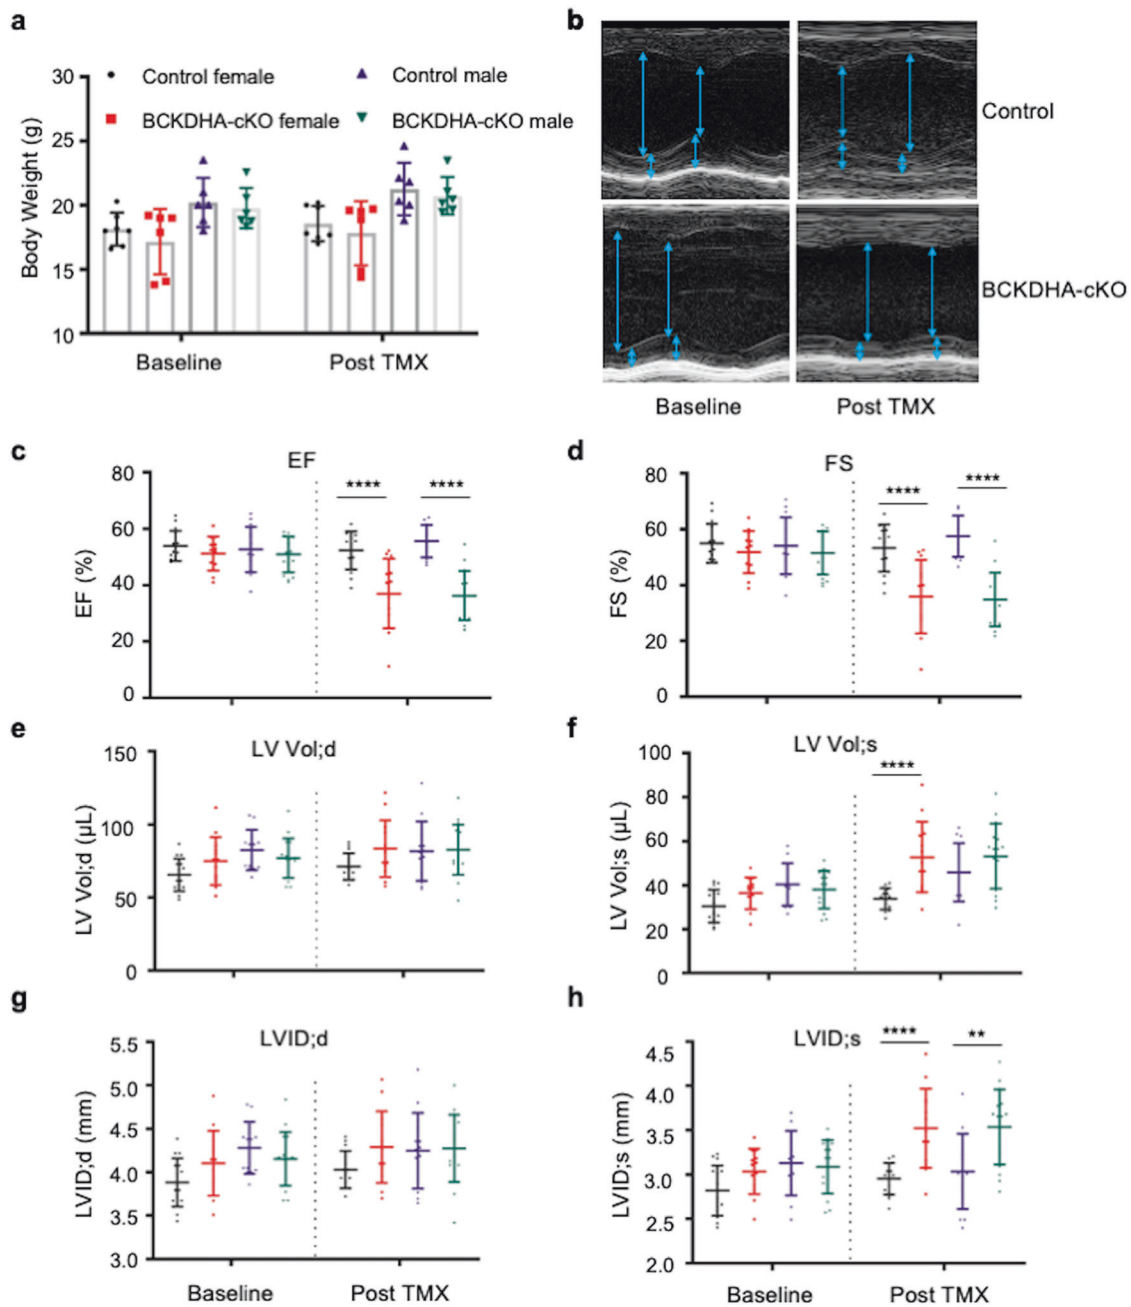 a
30
25
20
15
10
Body Weight (g)
Control female
Control male
BCKDHA-cKO female
BCKDHA-cKO male
Baseline
Post TMX
b
Control
BCKDHA-cKO
Baseline
Post TMX
c
EF
80
60
40
20
0
EF (%)
****
****
d
FS
80
60
40
20
0
FS (%)
****
****
e
LV Vol;d
150
100
50
0
LV Vol;d (µL)
f
LV Vol;s
100
80
60
40
20
0
LV Vol;s (µL)
****
g
LVID;d
5.5
5.0
4.5
4.0
3.5
3.0
LVID;d (mm)
Baseline
Post TMX
h
LVID;s
4.5
4.0
3.5
3.0
2.5
2.0
LVID;s (mm)
****
**
Baseline
Post TMX